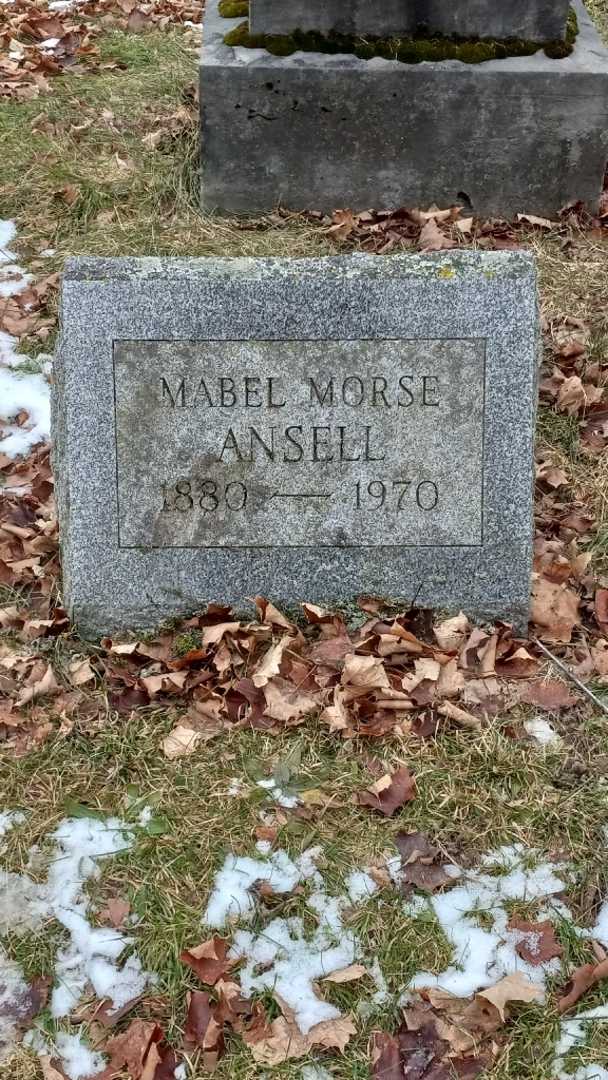 MABEL MORSE
ANSELL
1880 — 1970